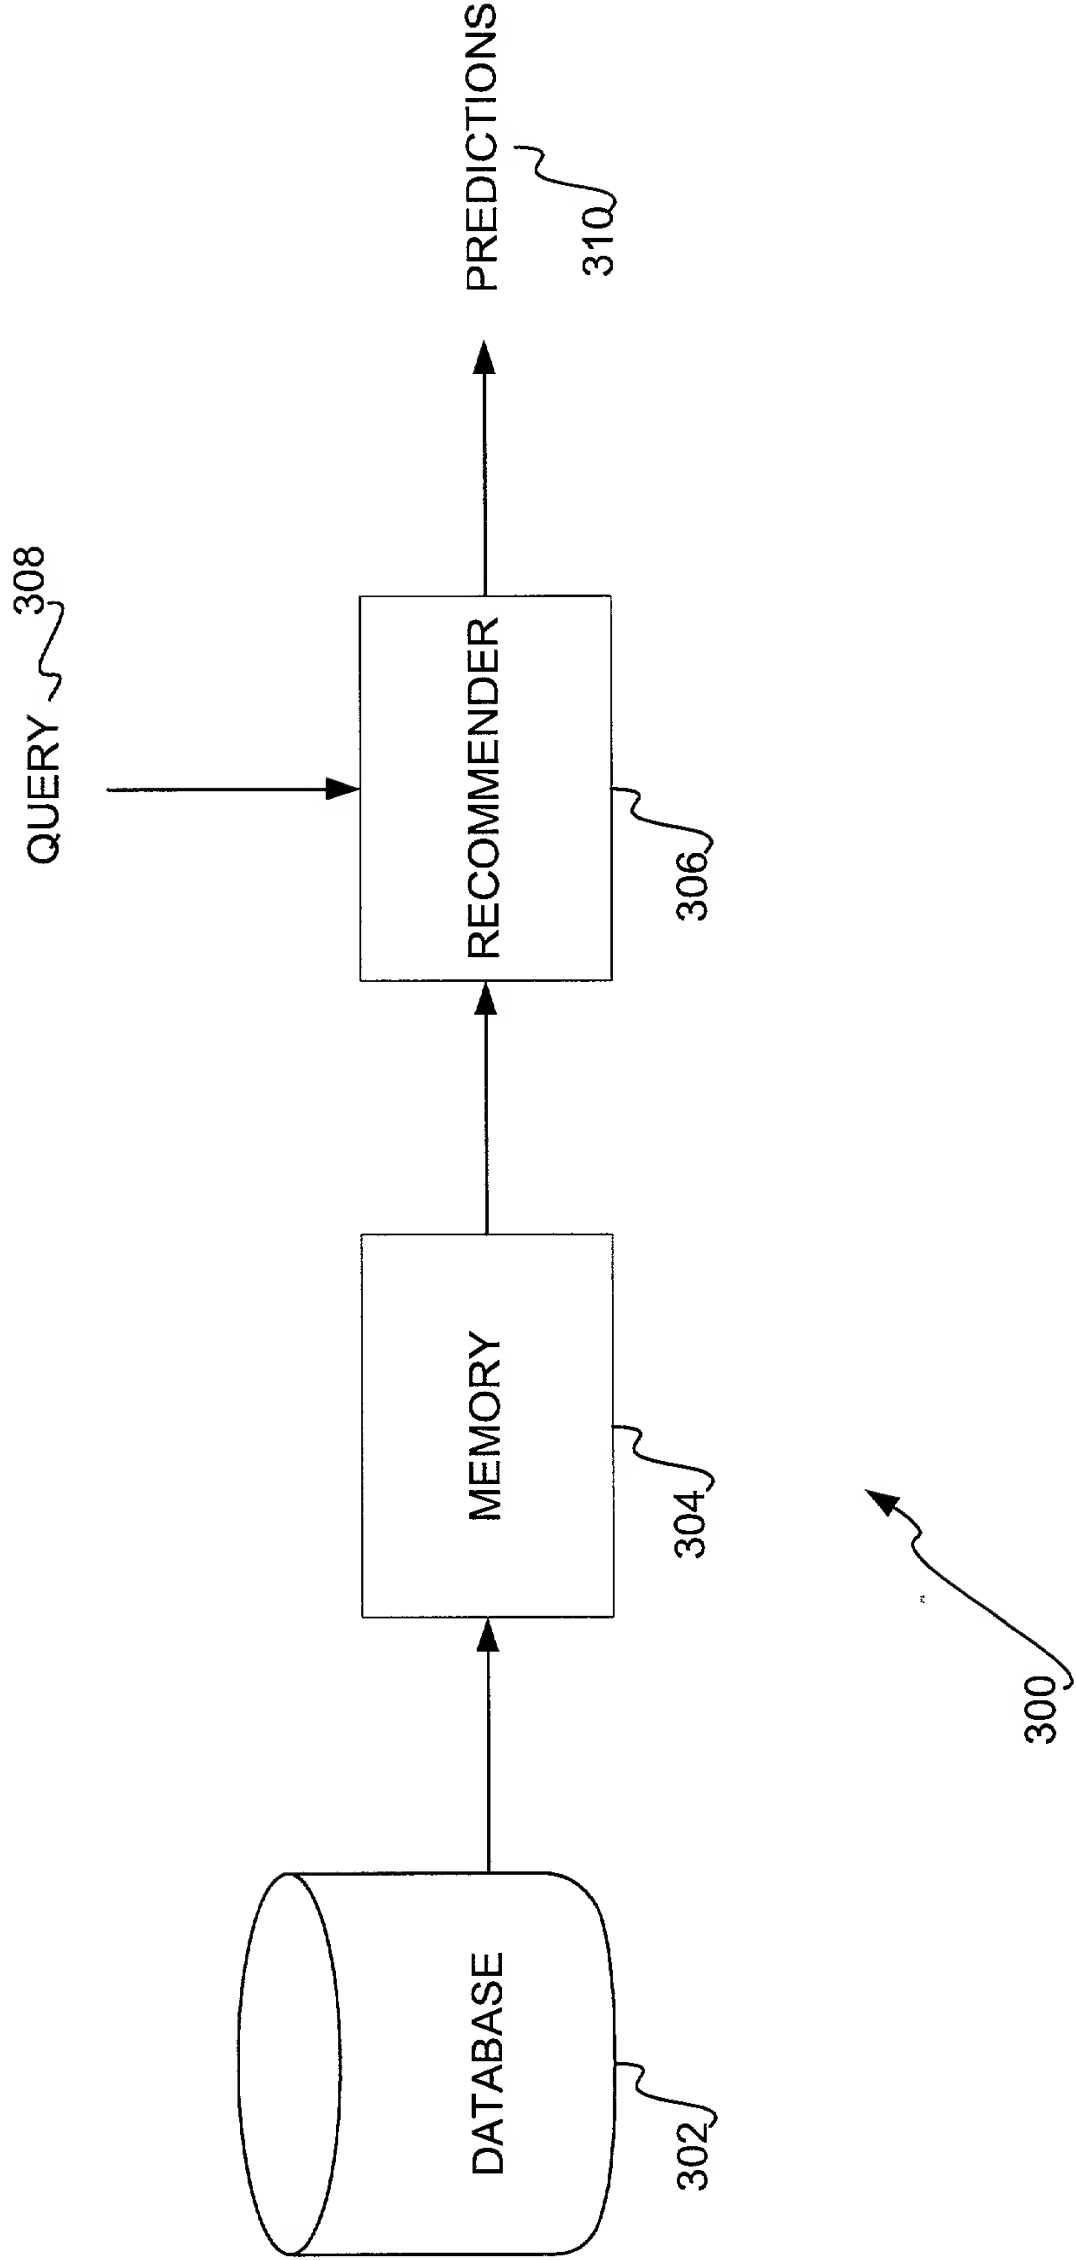 QUERY 308
DATABASE
MEMORY
RECOMMENDER
PREDICTIONS
302
304
306
310
300